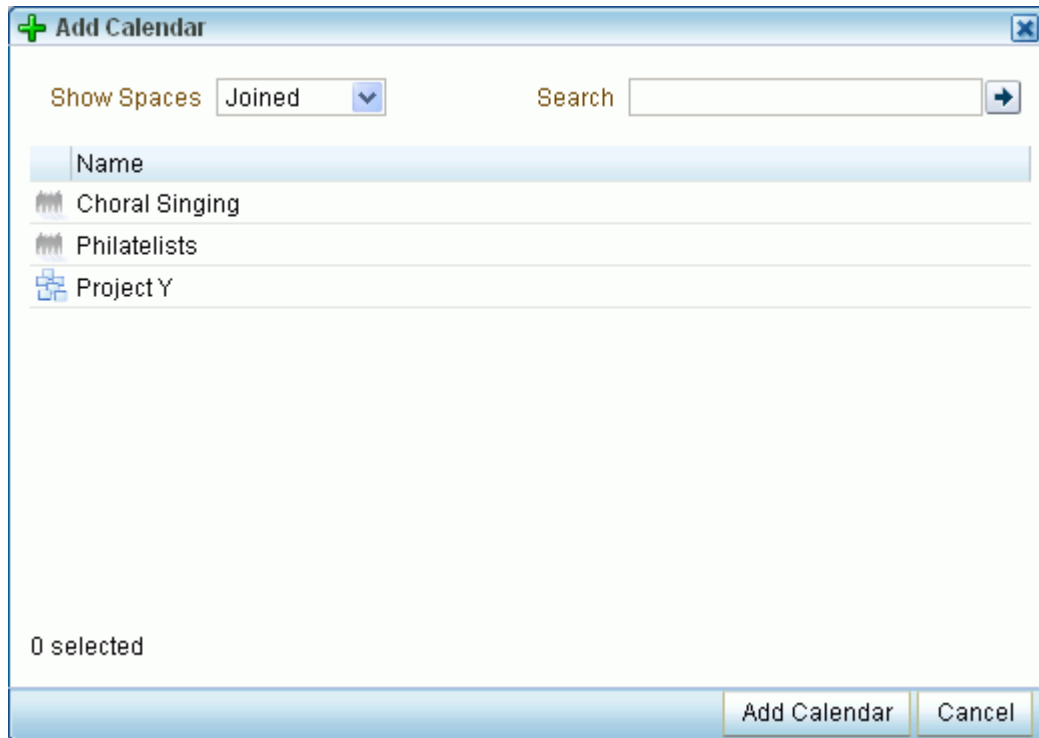 Add Calendar
Show Spaces Joined Search
Name
Choral Singing
Philatelists
Project Y
0 selected
Add Calendar Cancel